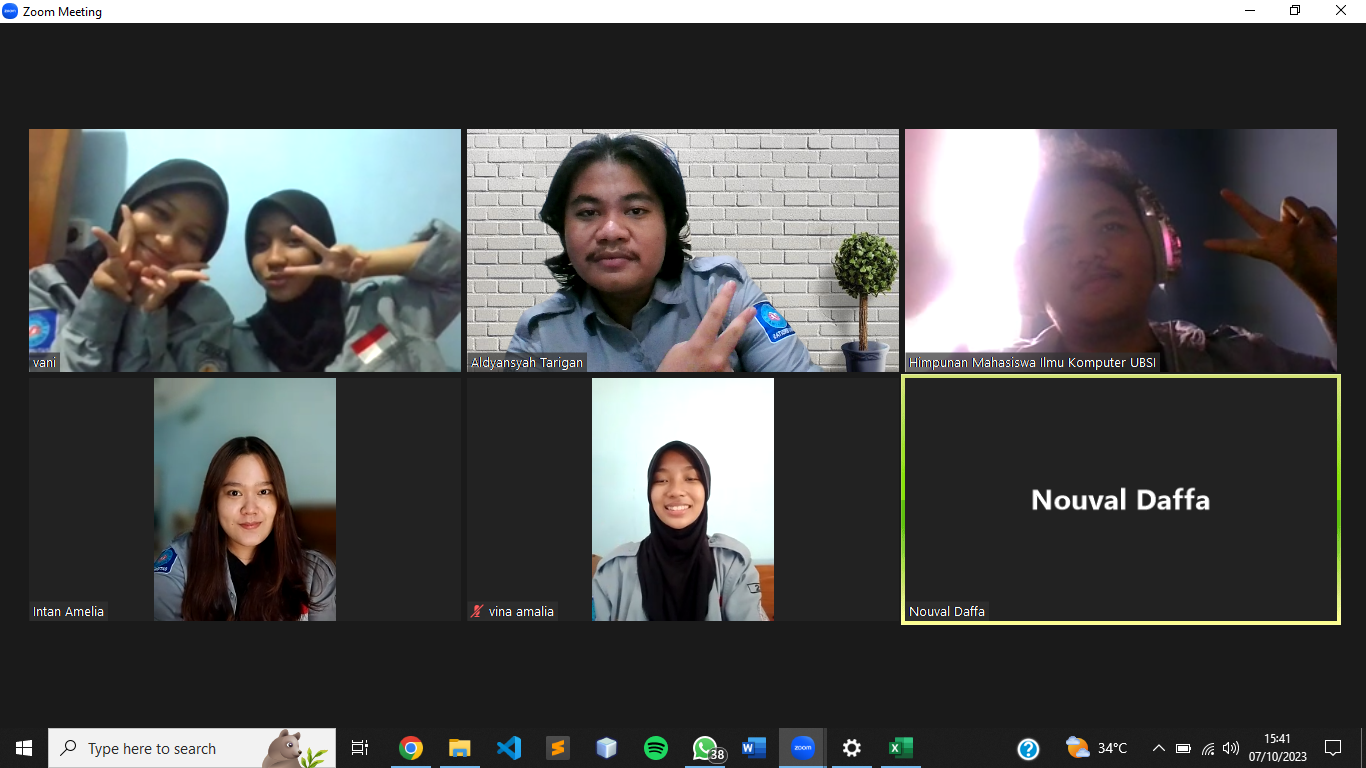 Zoom Meeting
vani
Aldyansyah Tarigan
Himpunan Mahasiswa Ilmu Komputer UBSI
Intan Amelia
vina amalia
Nouval Daffa
Nouval Daffa
Type here to search
38
zoom
34°C
15:41
07/10/2023